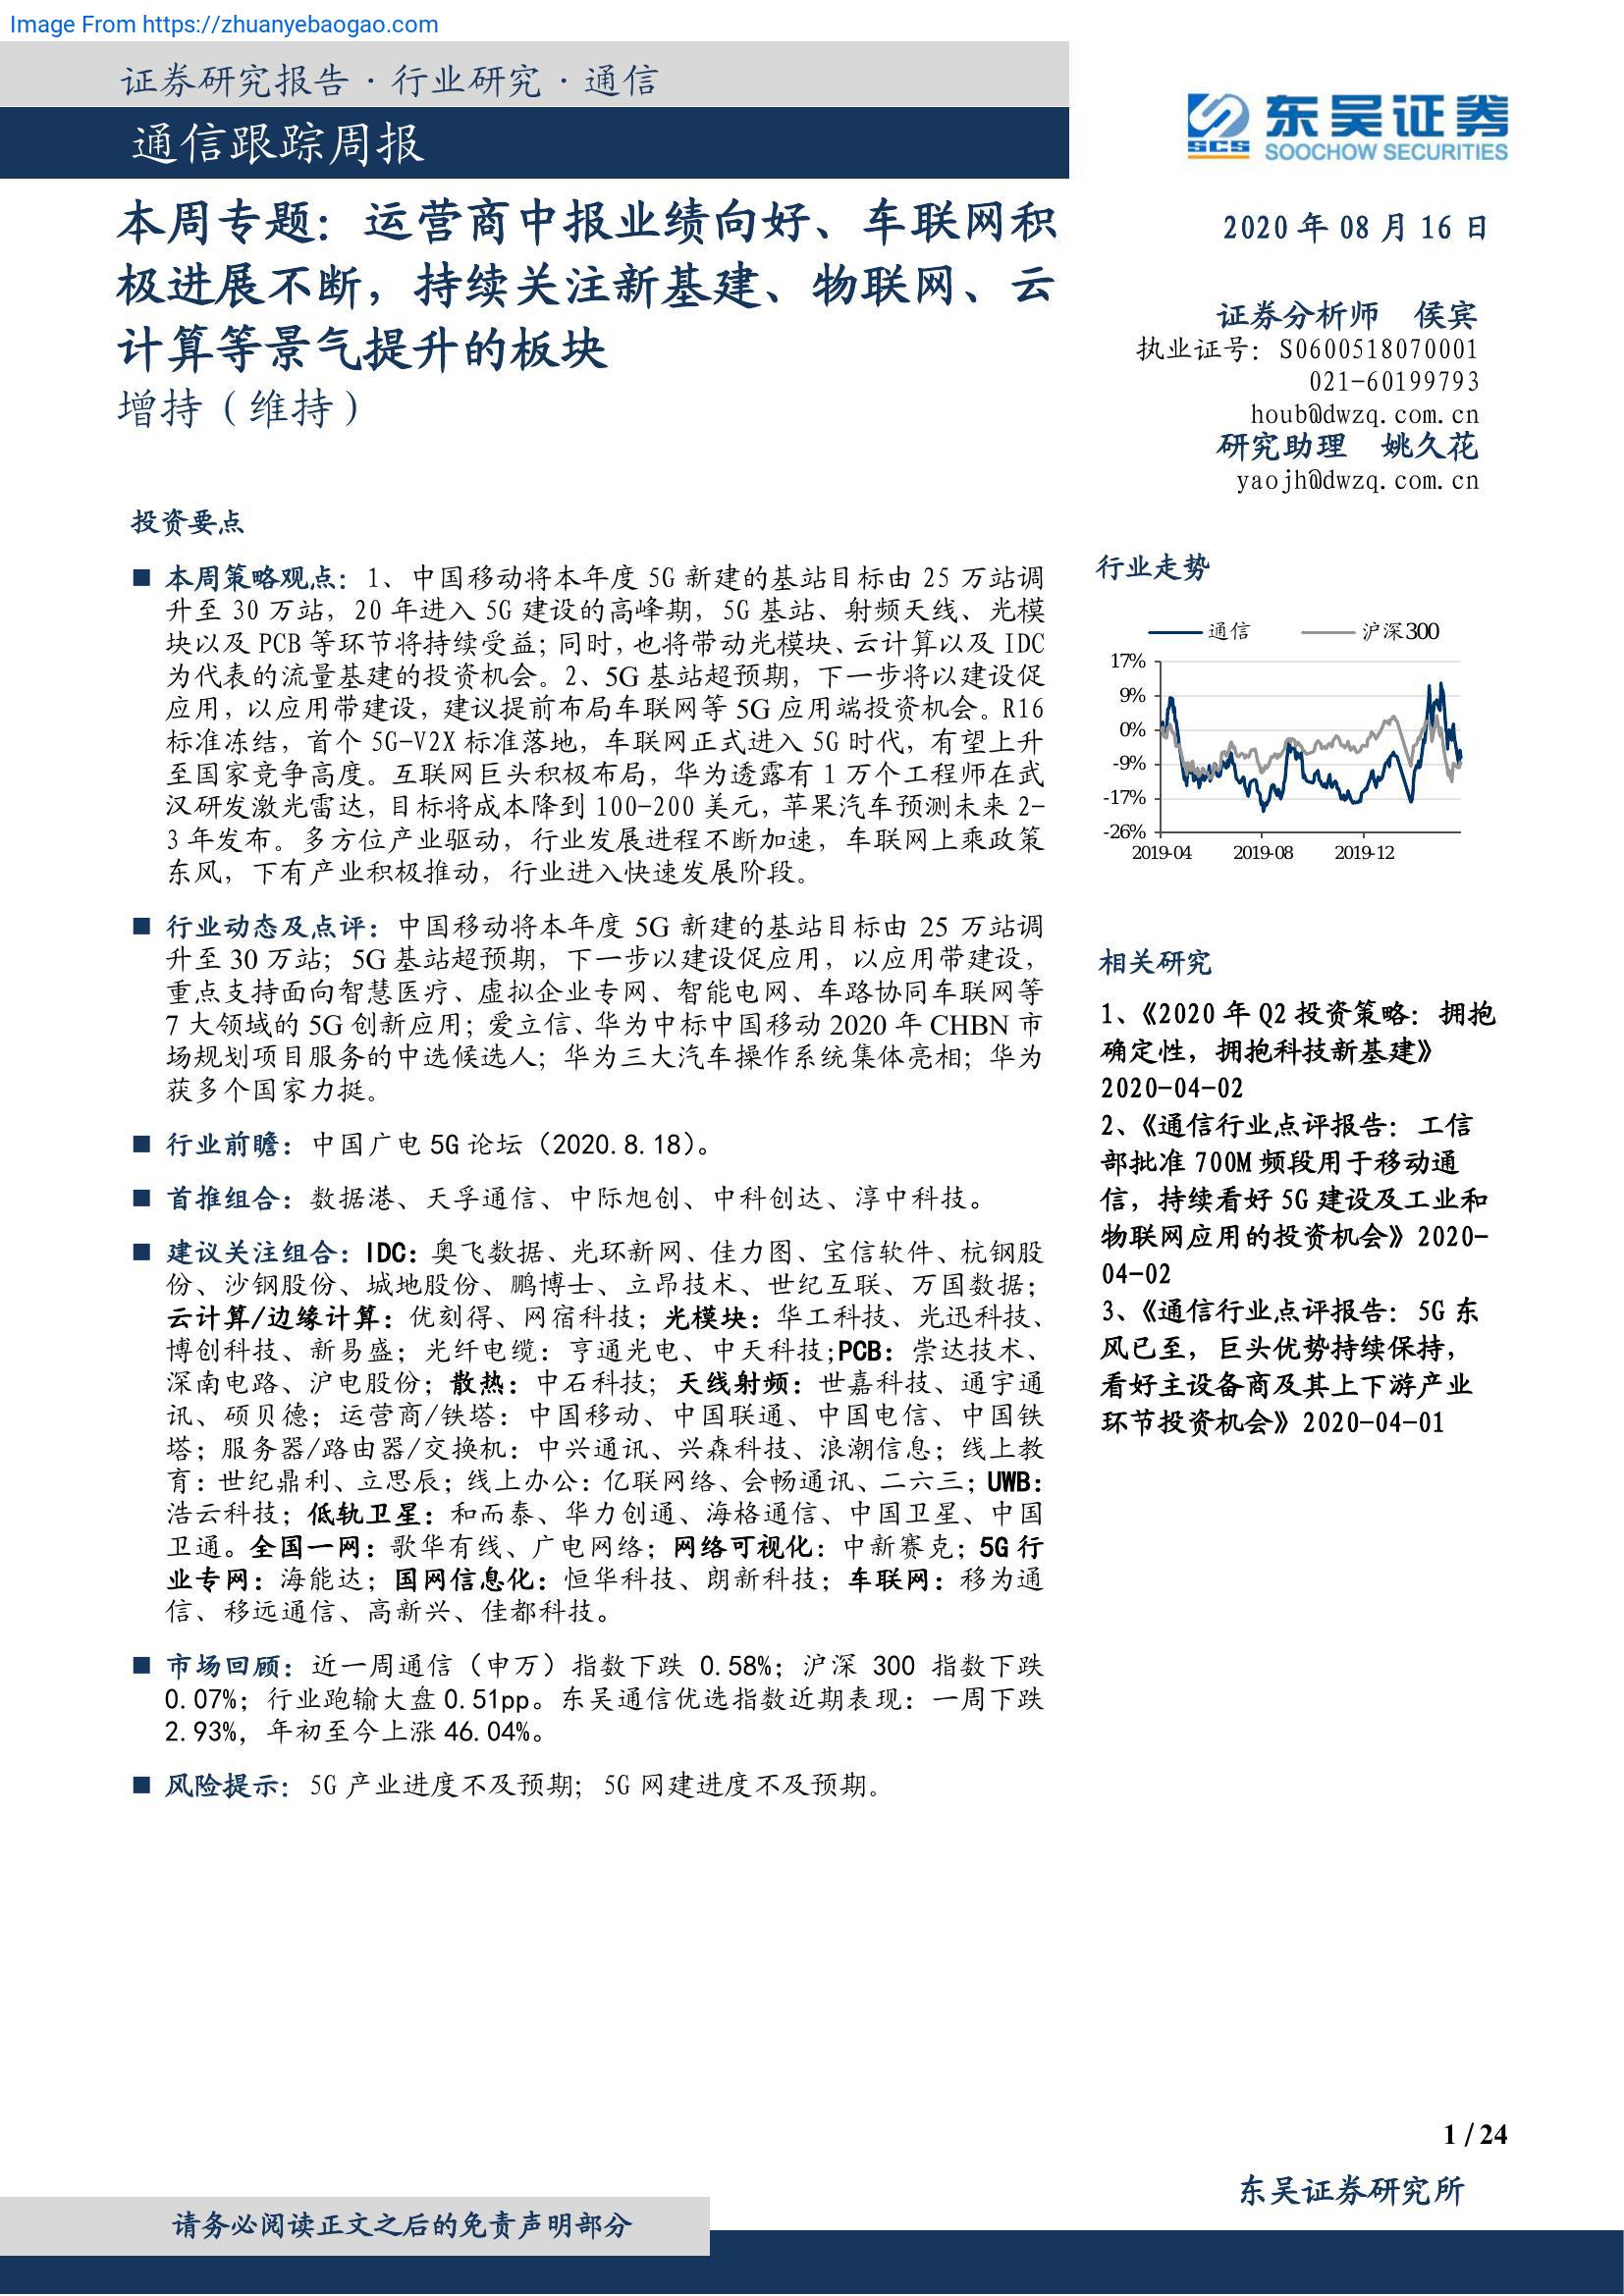 Image From https://zhuanyebaogao.com
证券研究报告·行业研究·通信
通信跟踪周报
东吴证券
SCS
SOOCHOW SECURITIES
本周专题：运营商中报业绩向好、车联网积
极进展不断，持续关注新基建、物联网、云
计算等景气提升的板块
增持（维持）
2020 年 08 月 16 日
证券分析师 侯宾
执业证号：S0600518070001
021-60199793
houb@dwzq.com.cn
研究助理 姚久花
yaojh@dwzq.com.cn
投资要点
■ 本周策略观点：1、中国移动将本年度 5G 新建的基站目标由 25 万站调
升至 30 万站，20 年进入 5G 建设的高峰期，5G 基站、射频天线、光模
块以及 PCB 等环节将持续受益；同时，也将带动光模块、云计算以及 IDC
为代表的流量基建的投资机会。2、5G 基站超预期，下一步将以建设促
应用，以应用带建设，建议提前布局车联网等 5G 应用端投资机会。R16
标准冻结，首个 5G-V2X 标准落地，车联网正式进入 5G 时代，有望上升
至国家竞争高度。互联网巨头积极布局，华为透露有 1 万个工程师在武
汉研发激光雷达，目标将成本降到 100-200 美元，苹果汽车预测未来 2-
3 年发布。多方位产业驱动，行业发展进程不断加速，车联网上乘政策
东风，下有产业积极推动，行业进入快速发展阶段。
■ 行业动态及点评：中国移动将本年度 5G 新建的基站目标由 25 万站调
升至 30 万站；5G 基站超预期，下一步以建设促应用，以应用带建设，
重点支持面向智慧医疗、虚拟企业专网、智能电网、车路协同车联网等
7 大领域的 5G 创新应用；爱立信、华为中标中国移动 2020 年 CHBN 市
场规划项目服务的中选候选人；华为三大汽车操作系统集体亮相；华为
获多个国家力挺。
■ 行业前瞻：中国广电 5G 论坛（2020.8.18）。
■ 首推组合：数据港、天孚通信、中际旭创、中科创达、淳中科技。
■ 建议关注组合：IDC：奥飞数据、光环新网、佳力图、宝信软件、杭钢股
份、沙钢股份、城地股份、鹏博士、立昂技术、世纪互联、万国数据；
云计算/边缘计算：优刻得、网宿科技；光模块：华工科技、光迅科技、
博创科技、新易盛；光纤电缆：亨通光电、中天科技;PCB：崇达技术、
深南电路、沪电股份；散热：中石科技；天线射频：世嘉科技、通宇通
讯、硕贝德；运营商/铁塔：中国移动、中国联通、中国电信、中国铁
塔；服务器/路由器/交换机：中兴通讯、兴森科技、浪潮信息；线上教
育：世纪鼎利、立思辰；线上办公：亿联网络、会畅通讯、二六三；UWB：
浩云科技；低轨卫星：和而泰、华力创通、海格通信、中国卫星、中国
卫通。全国一网：歌华有线、广电网络；网络可视化：中新赛克；5G 行
业专网：海能达；国网信息化：恒华科技、朗新科技；车联网：移为通
信、移远通信、高新兴、佳都科技。
■ 市场回顾：近一周通信（申万）指数下跌 0.58%；沪深 300 指数下跌
0.07%；行业跑输大盘 0.51pp。东吴通信优选指数近期表现：一周下跌
2.93%，年初至今上涨 46.04%。
■ 风险提示：5G 产业进度不及预期；5G 网建进度不及预期。
行业走势
通信 沪深300
17%
9%
0%
-9%
-17%
-26%
2019-04 2019-08 2019-12
相关研究
1、《2020 年 Q2 投资策略：拥抱
确定性，拥抱科技新基建》
2020-04-02
2、《通信行业点评报告：工信
部批准 700M 频段用于移动通
信，持续看好 5G 建设及工业和
物联网应用的投资机会》2020-
04-02
3、《通信行业点评报告：5G 东
风已至，巨头优势持续保持，
看好主设备商及其上下游产业
环节投资机会》2020-04-01
1 / 24
东吴证券研究所
请务必阅读正文之后的免责声明部分